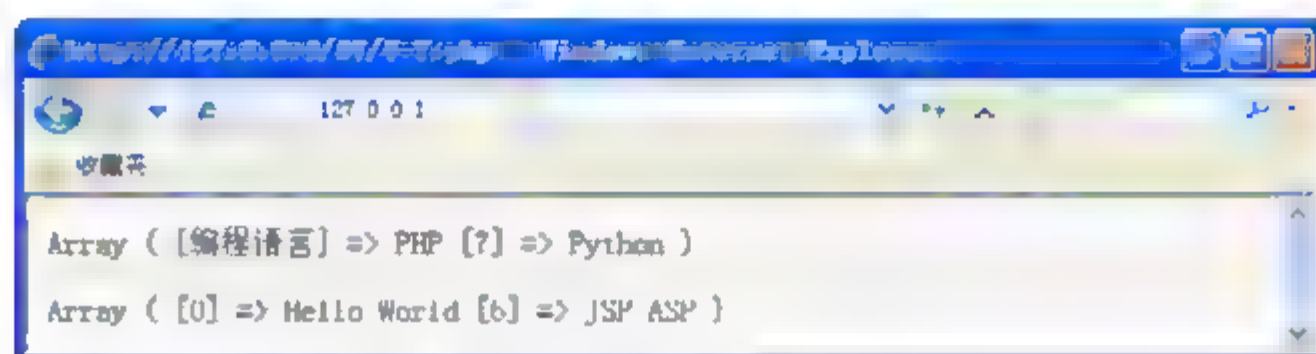 127 0 0 1
收藏夹
Array ( [编程语言] => PHP [?] => Python )
Array ( [0] => Hello World [6] => JSP ASP )